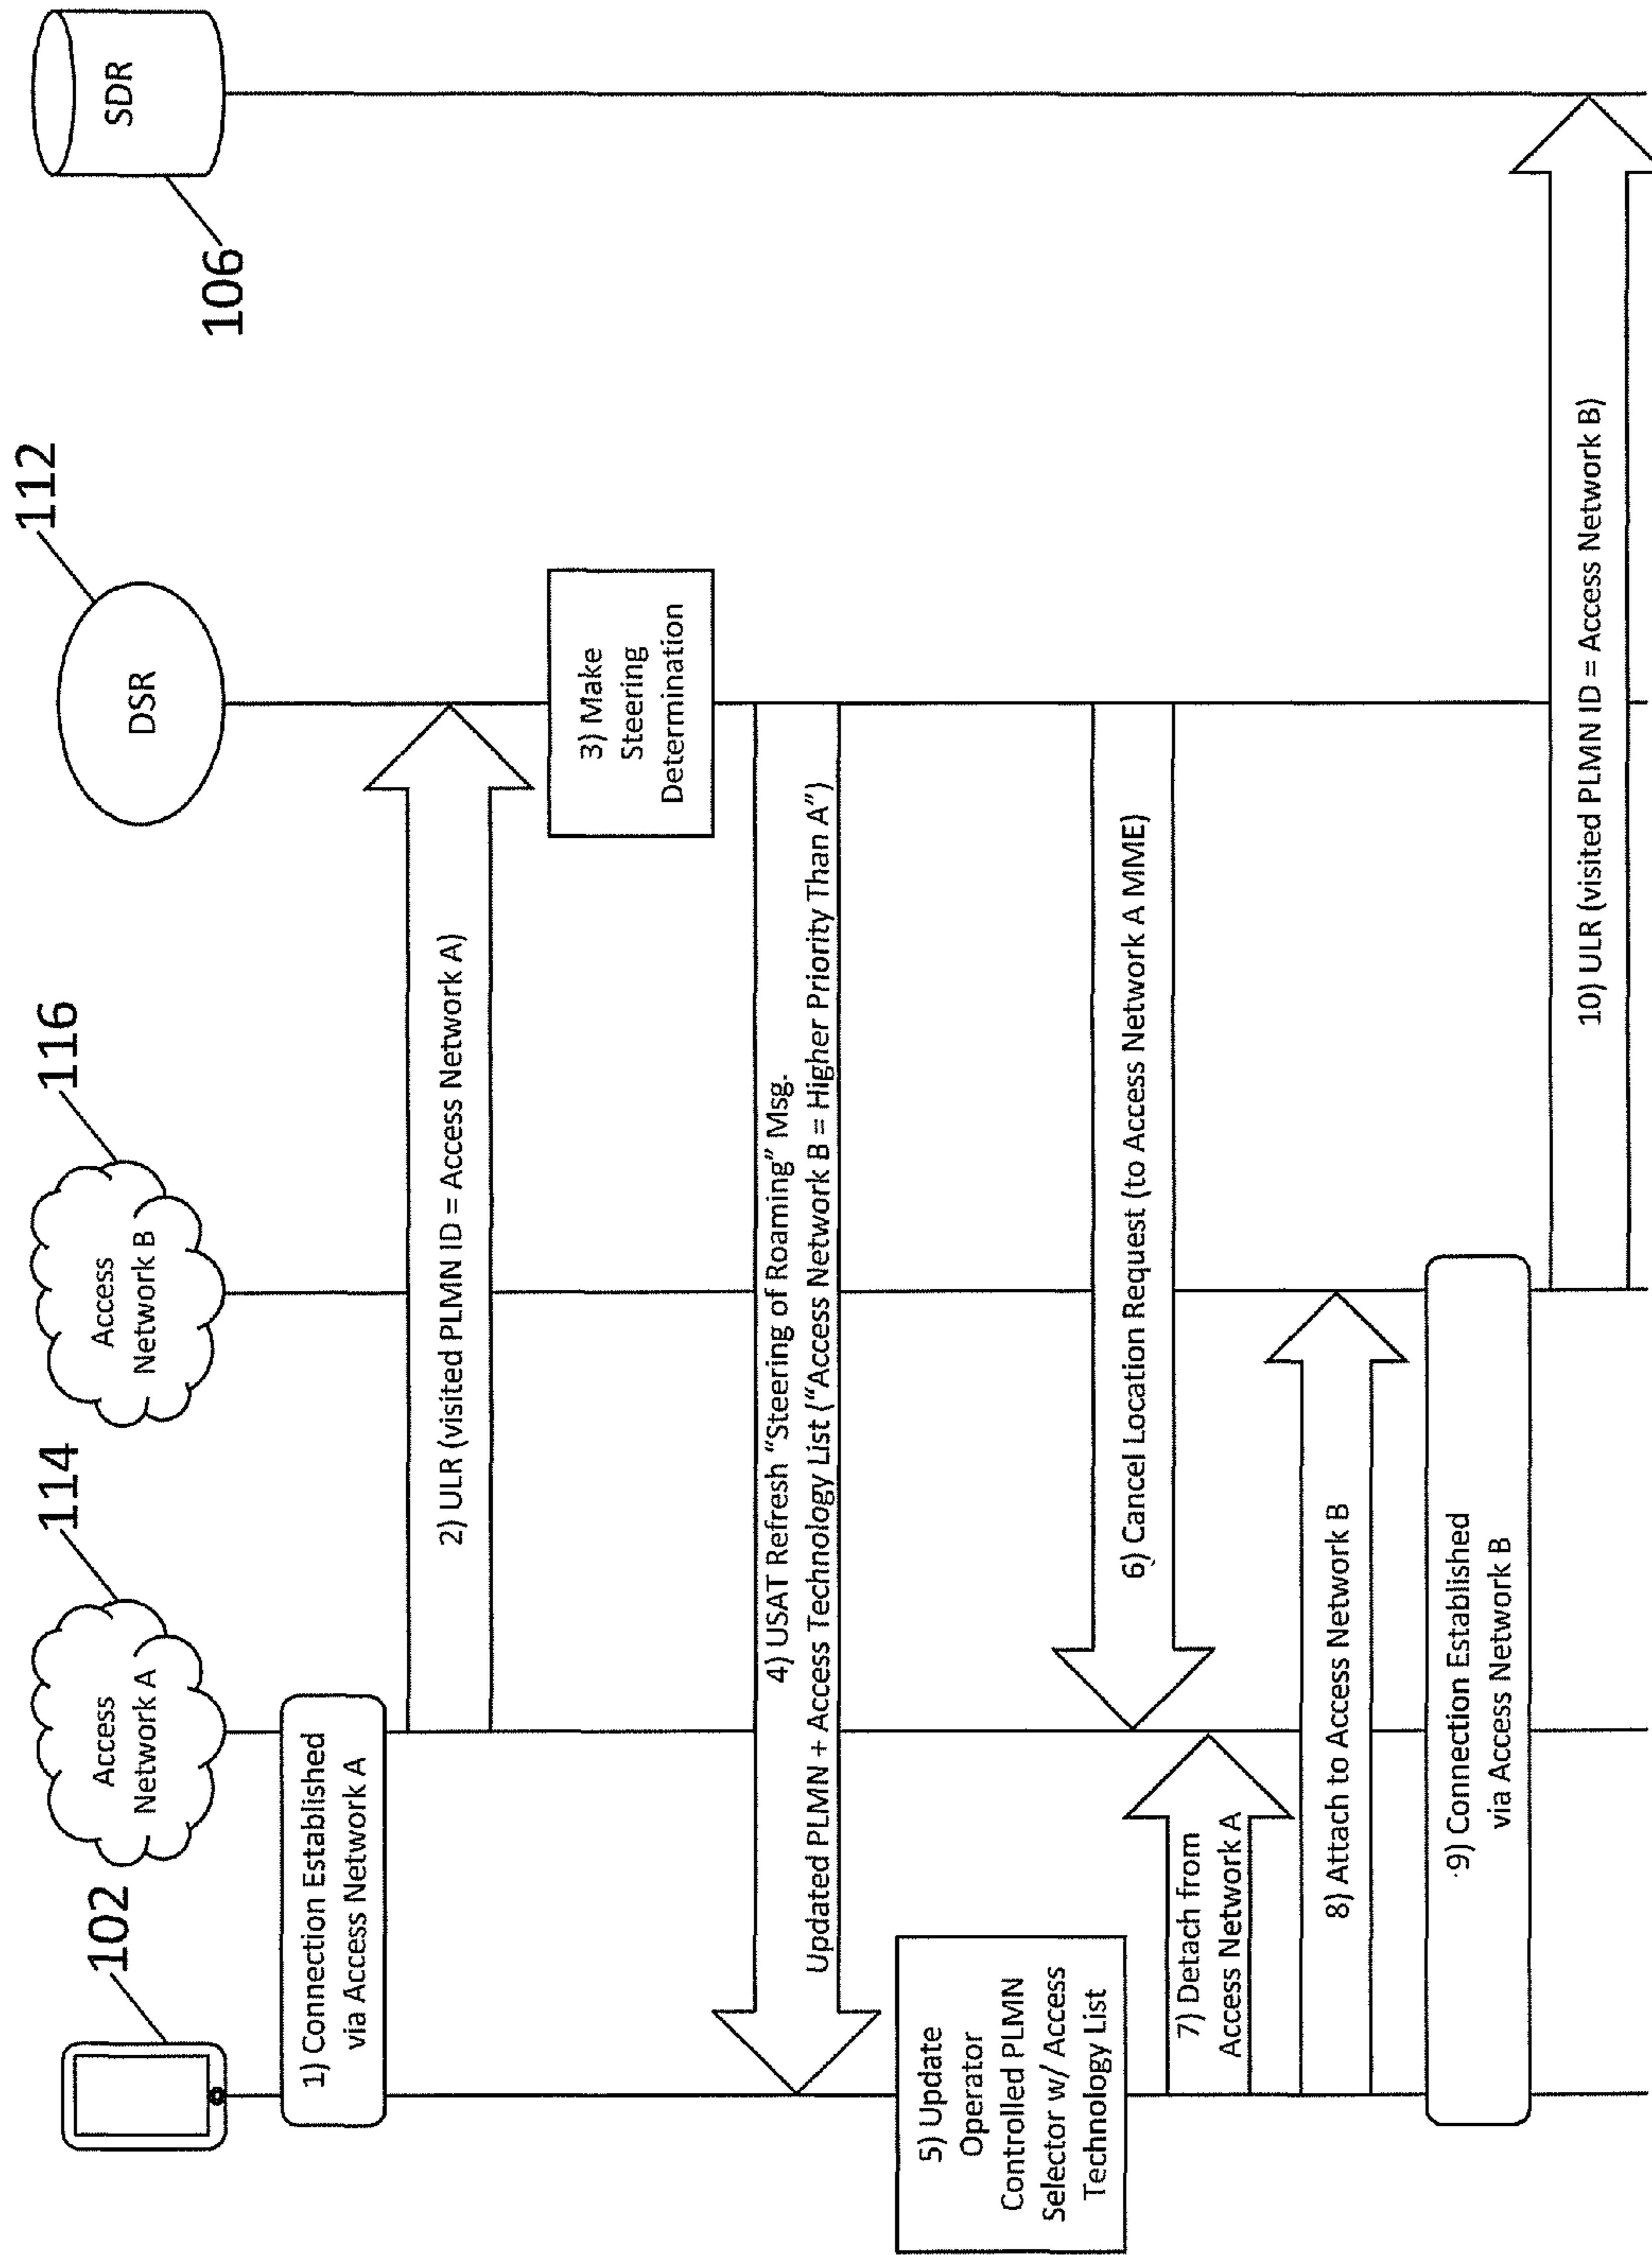 102
114
116
112
106
Access
Network A
Access
Network B
DSR
SDR
1) Connection Established
via Access Network A
2) ULR (visited PLMN ID = Access Network A)
3) Make
Steering
Determination
4) USAT Refresh “Steering of Roaming” Msg.
Updated PLMN + Access Technology List (“Access Network B = Higher Priority Than A”)
5) Update
Operator
Controlled PLMN
Selector w/ Access
Technology List
6) Cancel Location Request (to Access Network A MME)
7) Detach from
Access Network A
8) Attach to Access Network B
9) Connection Established
via Access Network B
10) ULR (visited PLMN ID = Access Network B)